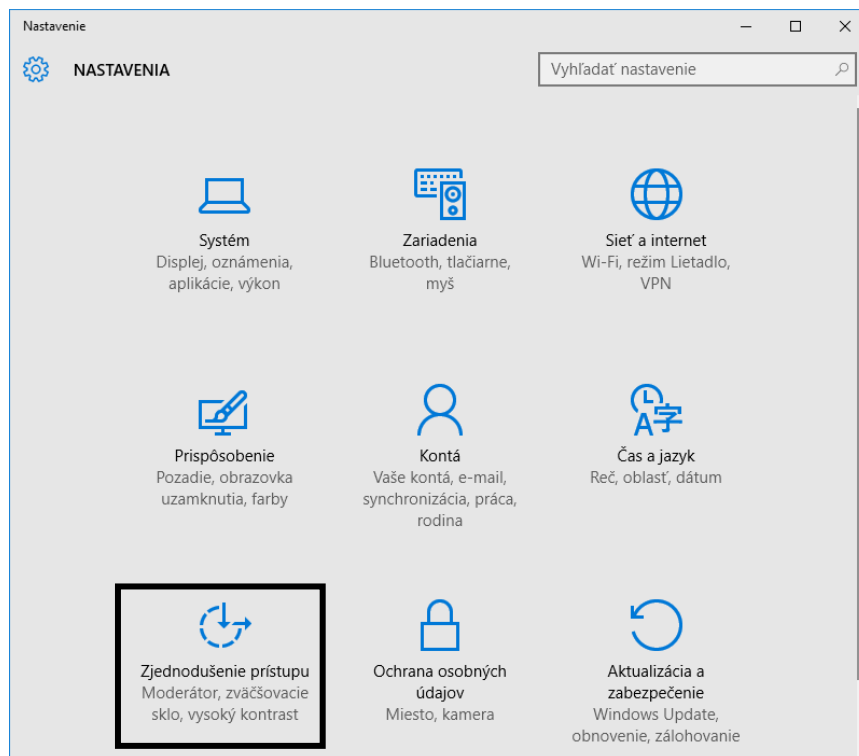 Nastavenie
NASTAVENIA
Vyhľadať nastavenie
Systém
Displej, oznámenia,
aplikácie, výkon
Zariadenia
Bluetooth, tlačiarne,
myš
Sieť a internet
Wi-Fi, režim Lietadlo,
VPN
Prispôsobenie
Pozadie, obrazovka
uzamknutia, farby
Kontá
Vaše kontá, e-mail,
synchronizácia, práca,
rodina
Čas a jazyk
Reč, oblasť, dátum
Zjednodušenie prístupu
Moderátor, zväčšovacie
sklo, vysoký kontrast
Ochrana osobných
údajov
Miesto, kamera
Aktualizácia a
zabezpečenie
Windows Update,
obnovenie, zálohovanie